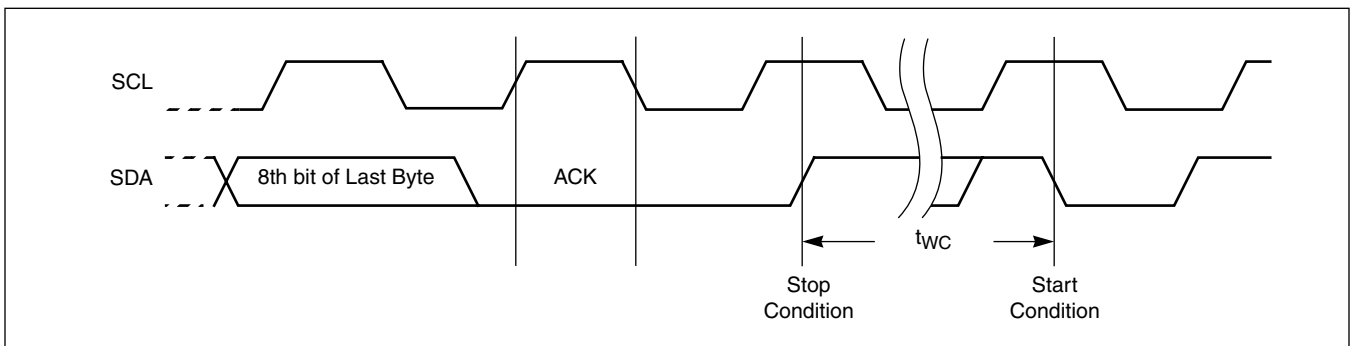 SCL
SDA
8th bit of Last Byte
ACK
tWC
Stop
Condition
Start
Condition